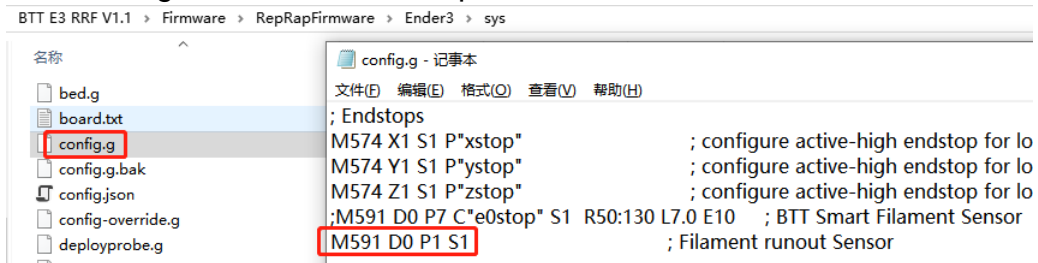 BTT E3 RRF V1.1 > Firmware > RepRapFirmware > Ender3 > sys
名称
bed.g
board.txt
config.g
config.g.bak
config.json
config-override.g
deployprobe.g
config.g - 记事本
文件(F) 编辑(E) 格式(O) 查看(V) 帮助(H)
; Endstops
M574 X1 S1 P"xstop" ; configure active-high endstop for lo
M574 Y1 S1 P"ystop" ; configure active-high endstop for lo
M574 Z1 S1 P"zstop" ; configure active-high endstop for lo
;M591 D0 P7 C"e0stop" S1 R50:130 L7.0 E10 ; BTT Smart Filament Sensor
M591 D0 P1 S1 ; Filament runout Sensor